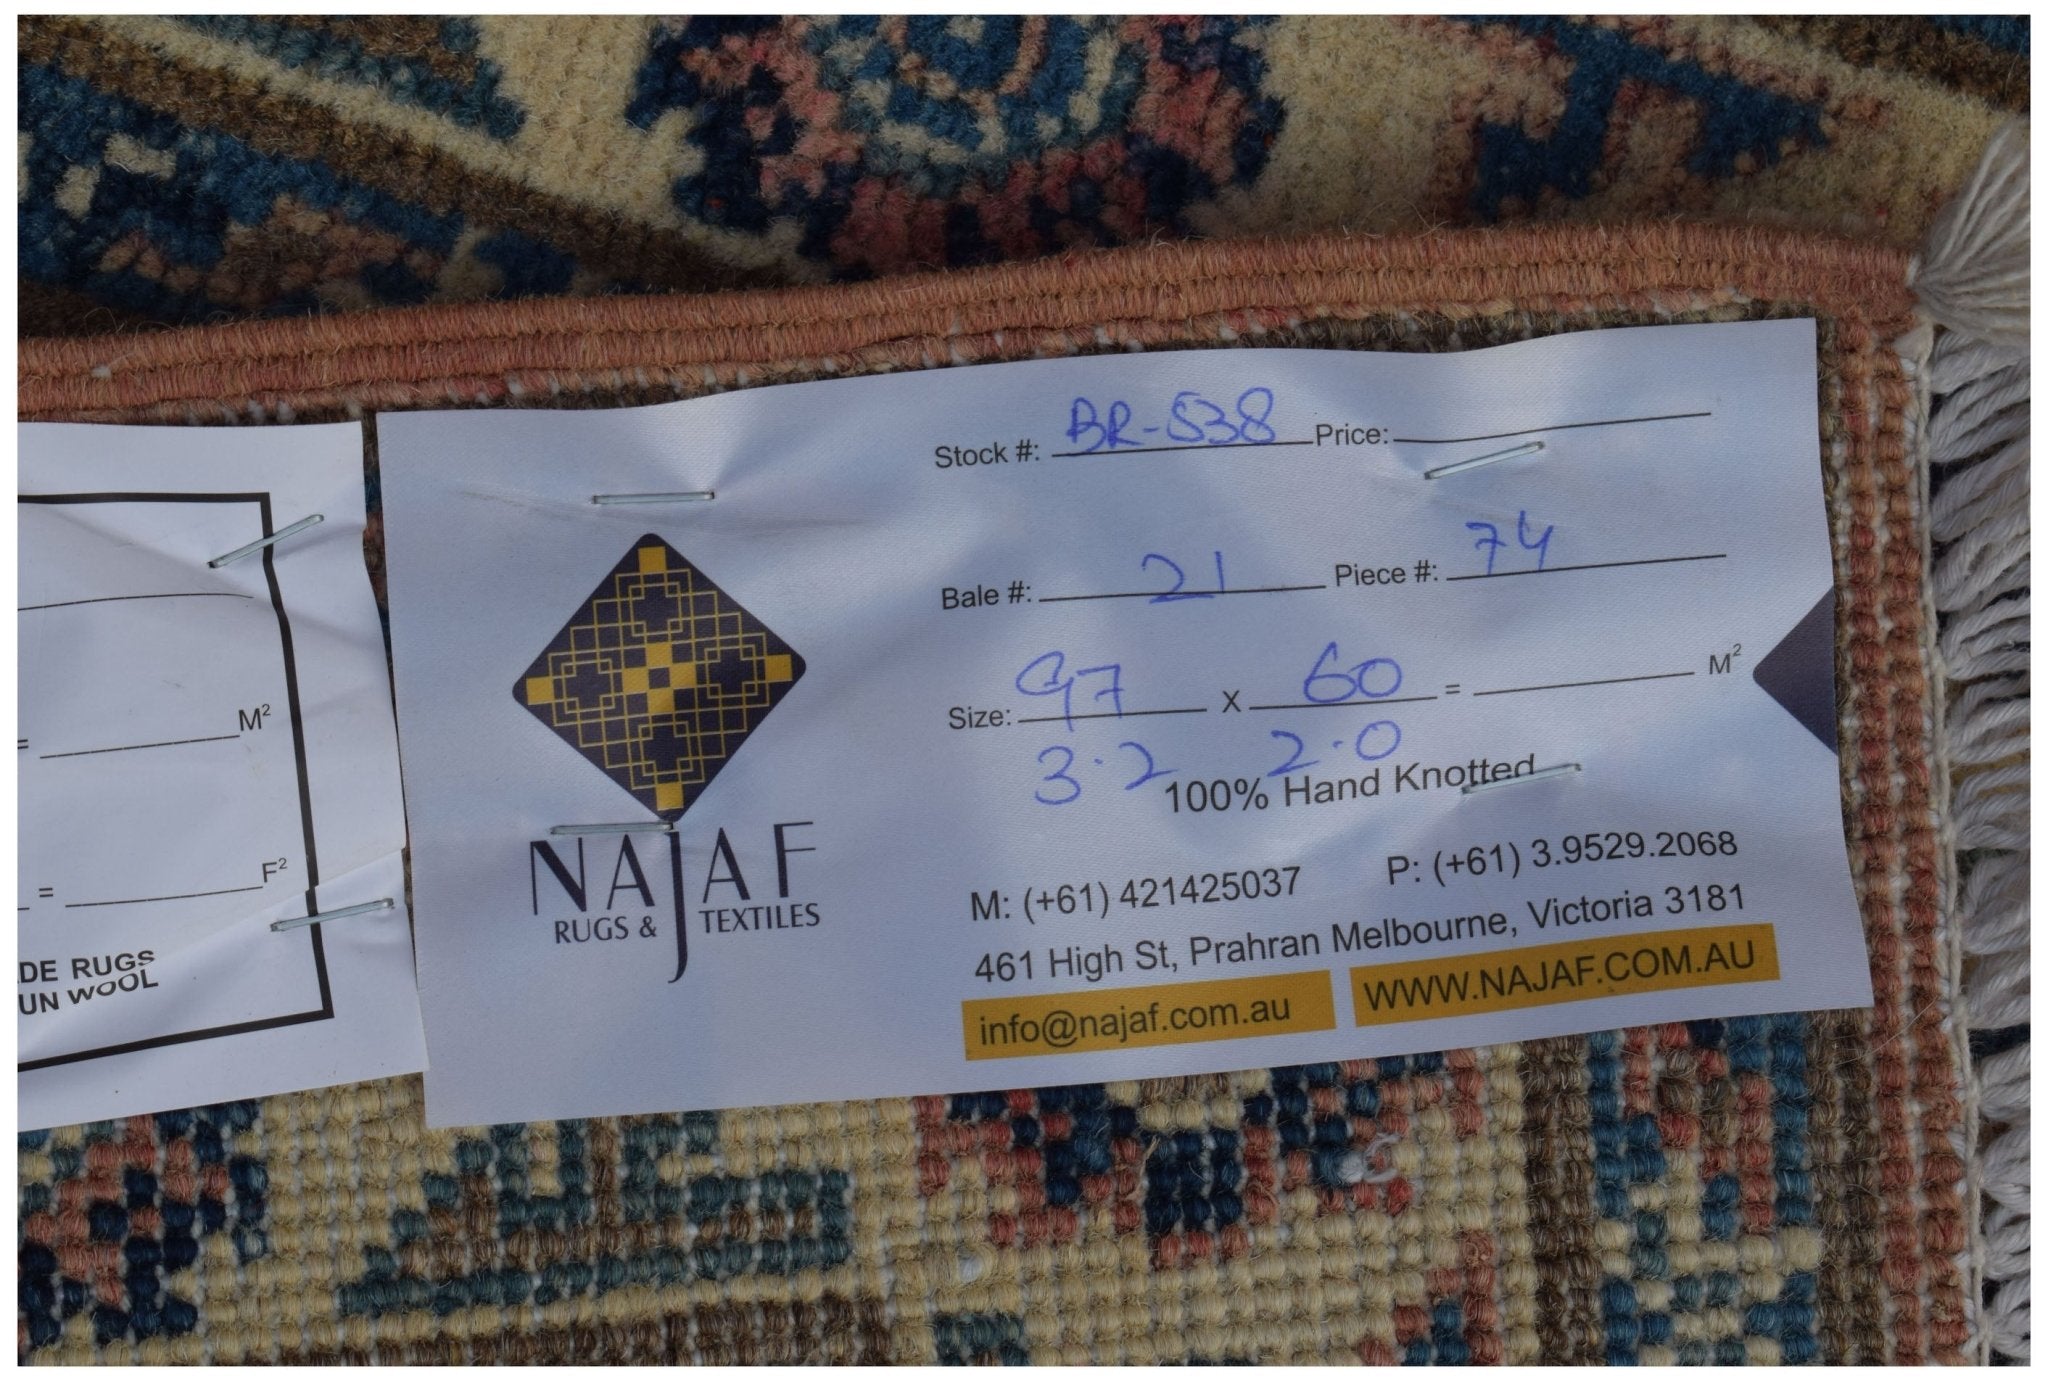 M²
= F²
DE RUGS
UN WOOL
NAJAF
RUGS & TEXTILES
Stock #: BR-538 Price:
Bale #: 21 Piece #: 74
Size: 97 X 60 = M²
3.2 2.0
100% Hand Knotted
M: (+61) 421425037 P: (+61) 3.9529.2068
461 High St, Prahran Melbourne, Victoria 3181
info@najaf.com.au WWW.NAJAF.COM.AU